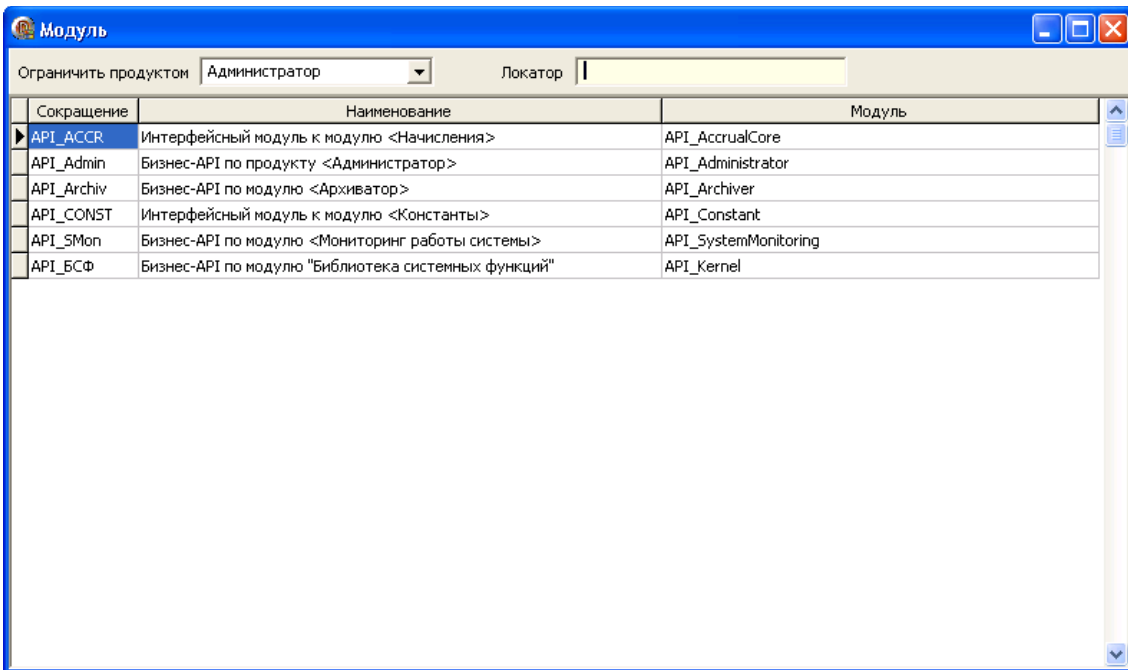 Модуль
Ограничить продуктом Администратор Локатор
Сокращение Наименование Модуль
API_ACCR Интерфейсный модуль к модулю <Начисления> API_AccrualCore
API_Admin Бизнес-API по продукту <Администратор> API_Administrator
API_Archiv Бизнес-API по модулю <Архиватор> API_Archiver
API_CONST Интерфейсный модуль к модулю <Константы> API_Constant
API_SMon Бизнес-API по модулю <Мониторинг работы системы> API_SystemMonitoring
API_БСФ Бизнес-API по модулю "Библиотека системных функций" API_Kernel